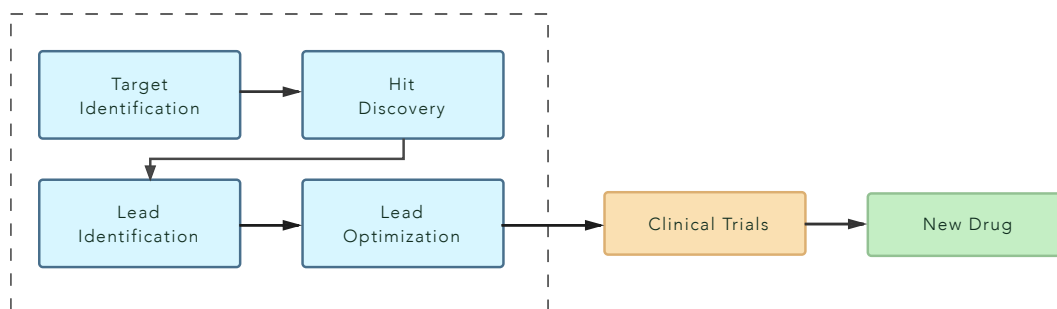 Target
Identification
Hit
Discovery
Lead
Identification
Lead
Optimization
Clinical Trials
New Drug